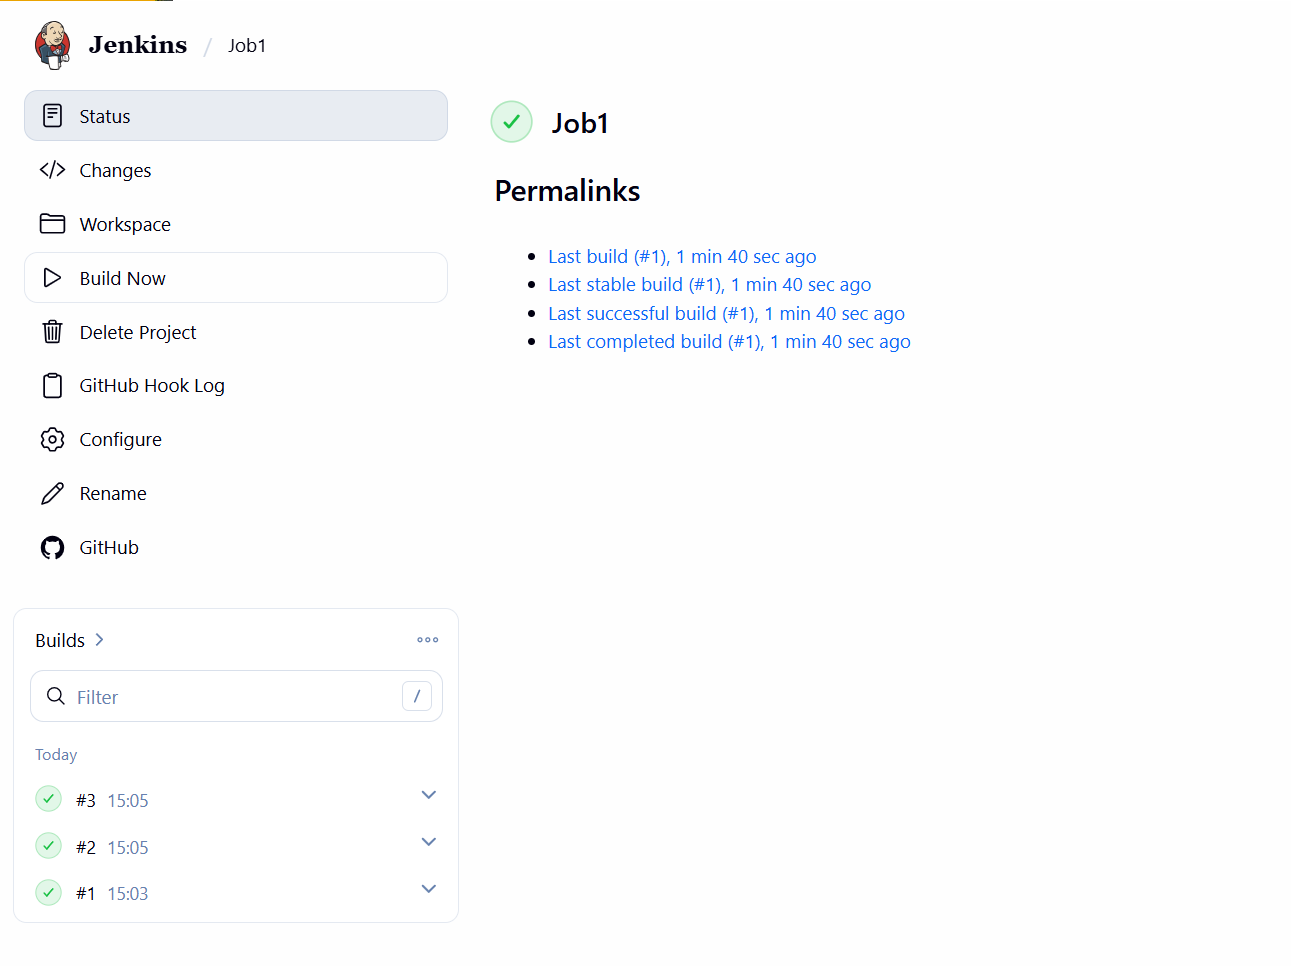 Jenkins / Job1
Status
Changes
Workspace
Build Now
Delete Project
GitHub Hook Log
Configure
Rename
GitHub
Builds
Filter /
Today
#3 15:05
#2 15:05
#1 15:03
Job1
Permalinks
Last build (#1), 1 min 40 sec ago
Last stable build (#1), 1 min 40 sec ago
Last successful build (#1), 1 min 40 sec ago
Last completed build (#1), 1 min 40 sec ago